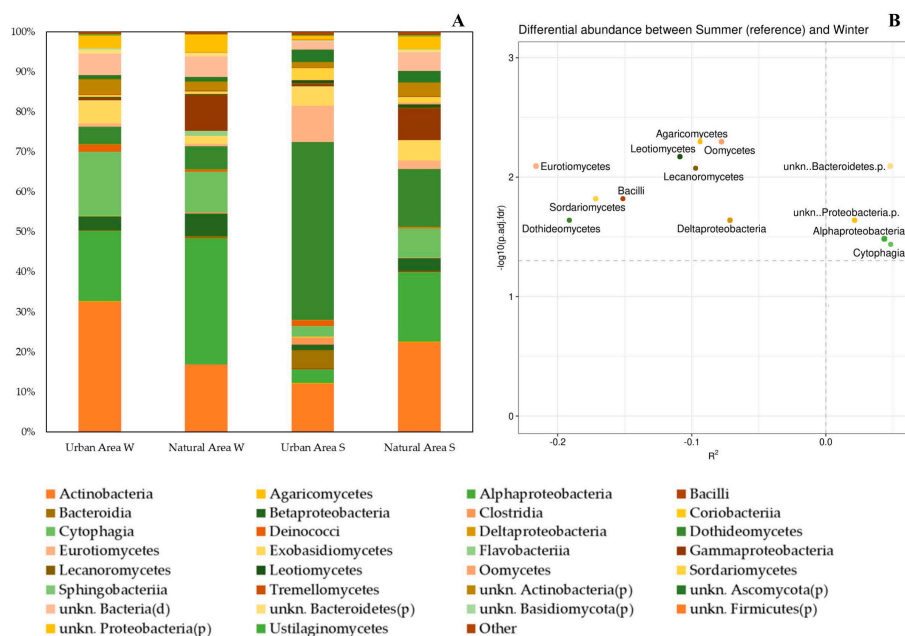 A
100%
90%
80%
70%
60%
50%
40%
30%
20%
10%
0%
Urban Area W
Natural Area W
Urban Area S
Natural Area S
B
Differential abundance between Summer (reference) and Winter
-log10(p.adj.fdr)
3
2
1
0
Agaricomycetes
Leotiomycetes
Oomycetes
Eurotiomycetes
Lecanoromycetes
unkn..Bacteroidetes.p.
Sordariomycetes
Bacilli
Dothideomycetes
Deltaproteobacteria
unkn..Proteobacteria.p.
Alphaproteobacteria
Cytophagia
-0.2
-0.1
0.0
R²
Actinobacteria
Agaricomycetes
Alphaproteobacteria
Bacilli
Bacteroidia
Betaproteobacteria
Clostridia
Coriobacteriia
Cytophagia
Deinococci
Deltaproteobacteria
Dothideomycetes
Eurotiomycetes
Exobasidiomycetes
Flavobacteriia
Gammaproteobacteria
Lecanoromycetes
Leotiomycetes
Oomycetes
Sordariomycetes
Sphingobacteriia
Tremellomycetes
unkn. Actinobacteria(p)
unkn. Ascomycota(p)
unkn. Bacteria(d)
unkn. Bacteroidetes(p)
unkn. Basidiomycota(p)
unkn. Firmicutes(p)
unkn. Proteobacteria(p)
Ustilaginomycetes
Other